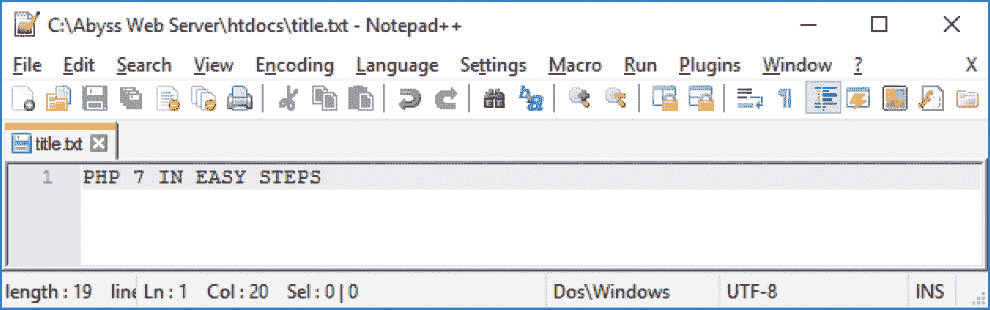 C:\Abyss Web Server\htdocs\title.txt - Notepad++
File Edit Search View Encoding Language Settings Macro Run Plugins Window ? X
title.txt
1 PHP 7 IN EASY STEPS
length : 19 line Ln : 1 Col : 20 Sel : 0 | 0 Dos\Windows UTF-8 INS